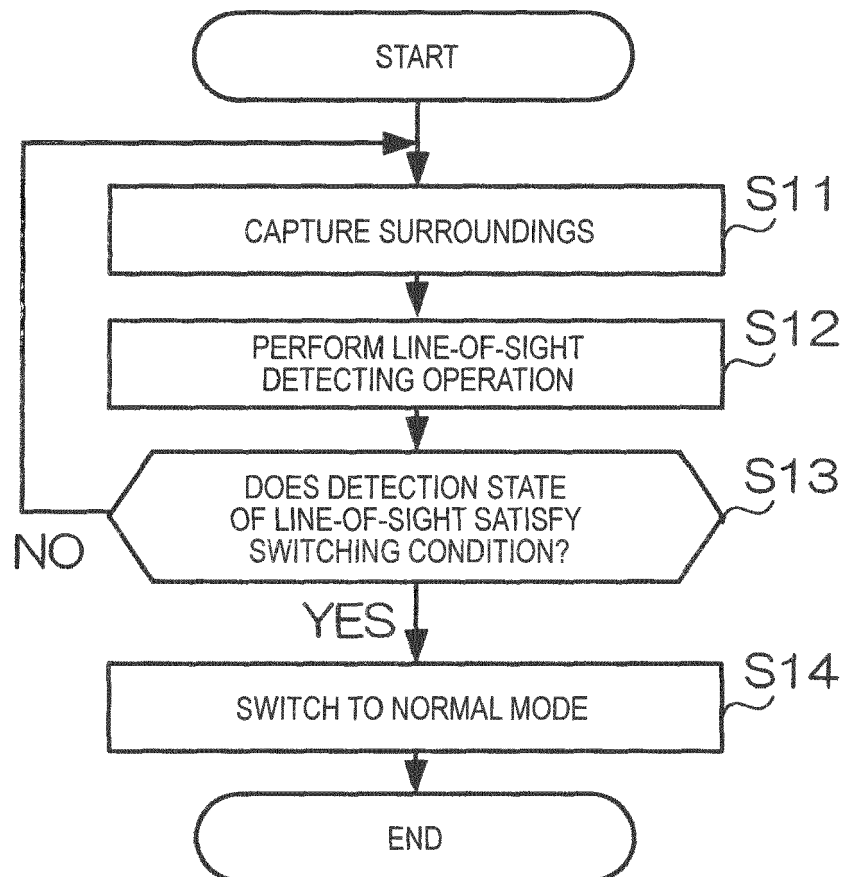 START
S11
CAPTURE SURROUNDINGS
S12
PERFORM LINE-OF-SIGHT
DETECTING OPERATION
S13
DOES DETECTION STATE
OF LINE-OF-SIGHT SATISFY
SWITCHING CONDITION?
NO
YES
S14
SWITCH TO NORMAL MODE
END